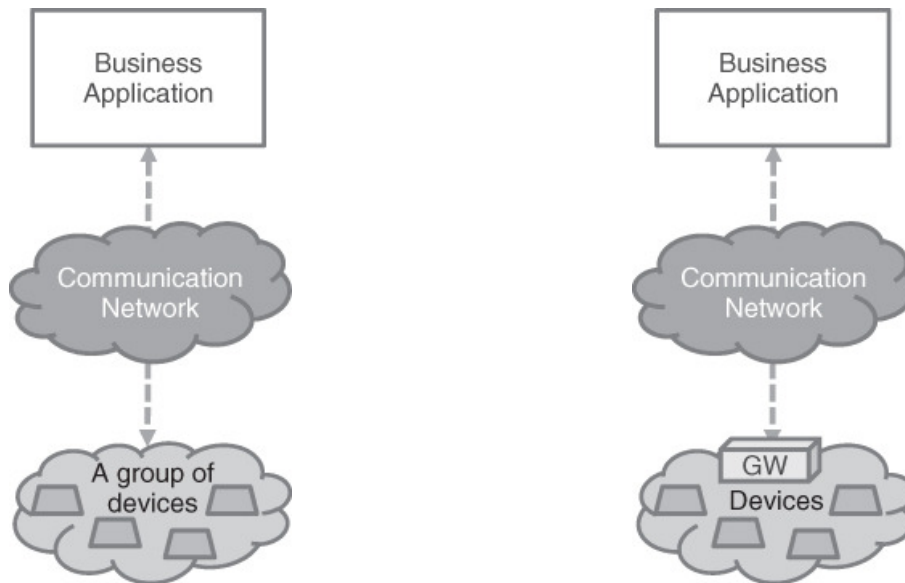 Business
Application
Communication
Network
A group of
devices
Business
Application
Communication
Network
GW
Devices